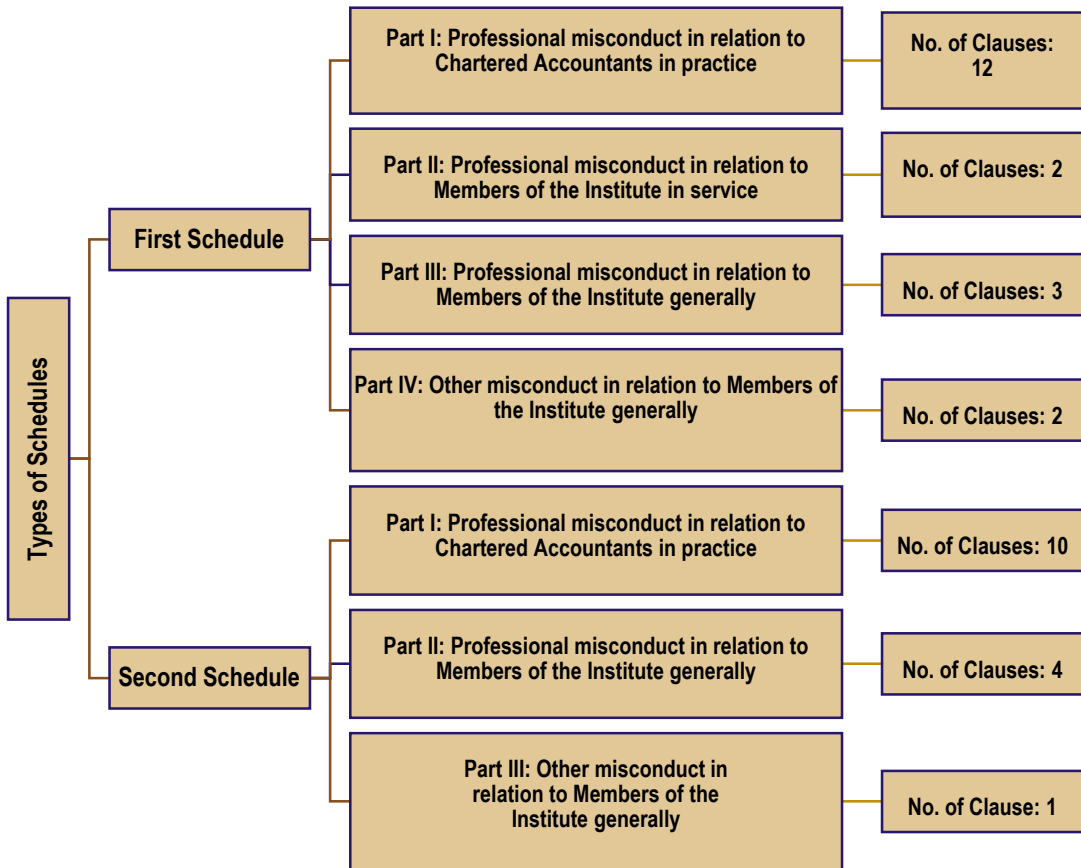 Types of Schedules
First Schedule
Part I: Professional misconduct in relation to
Chartered Accountants in practice
No. of Clauses:
12
Part II: Professional misconduct in relation to
Members of the Institute in service
No. of Clauses: 2
Part III: Professional misconduct in relation to
Members of the Institute generally
No. of Clauses: 3
Part IV: Other misconduct in relation to Members of
the Institute generally
No. of Clauses: 2
Second Schedule
Part I: Professional misconduct in relation to
Chartered Accountants in practice
No. of Clauses: 10
Part II: Professional misconduct in relation to
Members of the Institute generally
No. of Clauses: 4
Part III: Other misconduct in
relation to Members of the
Institute generally
No. of Clause: 1